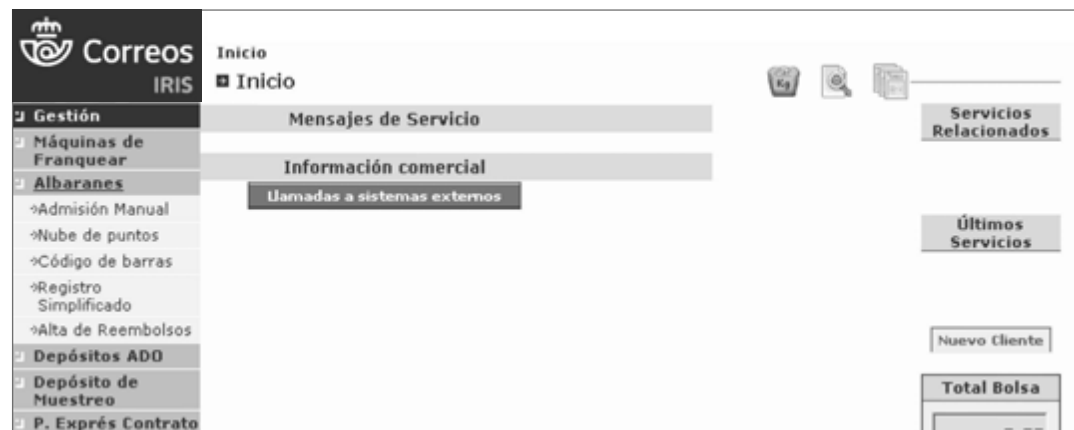 Correos
IRIS
Inicio
Inicio
Kg
Gestión
Máquinas de
Franquear
Albaranes
Admisión Manual
Nube de puntos
Código de barras
Registro
Simplificado
Alta de Reembolsos
Depósitos ADO
Depósito de
Muestreo
P. Exprés Contrato
Mensajes de Servicio
Información comercial
Llamadas a sistemas externos
Servicios
Relacionados
Últimos
Servicios
Nuevo Cliente
Total Bolsa